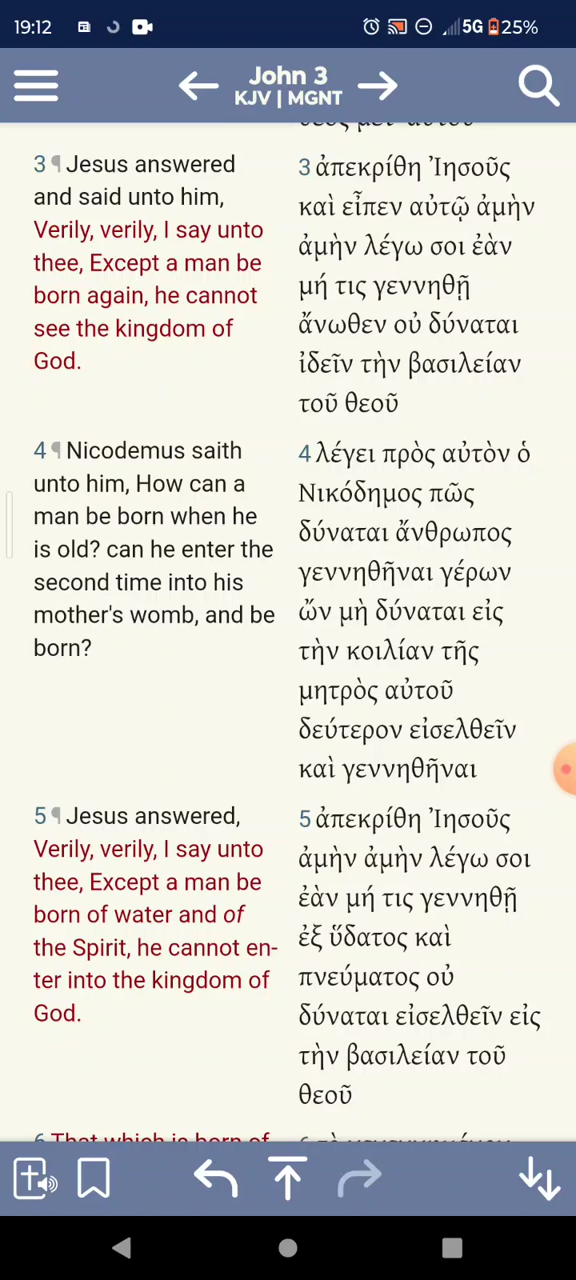 19:12
5G 25%
John 3
KJV | MGNT
3 ¶ Jesus answered
and said unto him,
Verily, verily, I say unto
thee, Except a man be
born again, he cannot
see the kingdom of
God.
3 ἀπεκρίθη Ἰησοῦς
καὶ εἶπεν αὐτῷ ἀμὴν
ἀμὴν λέγω σοι ἐὰν
μή τις γεννηθῇ
ἄνωθεν οὐ δύναται
ἰδεῖν τὴν βασιλείαν
τοῦ θεοῦ
4 ¶ Nicodemus saith
unto him, How can a
man be born when he
is old? can he enter the
second time into his
mother's womb, and be
born?
4 λέγει πρὸς αὐτὸν ὁ
Νικόδημος πῶς
δύναται ἄνθρωπος
γεννηθῆναι γέρων
ὤν μὴ δύναται εἰς
τὴν κοιλίαν τῆς
μητρὸς αὐτοῦ
δεύτερον εἰσελθεῖν
καὶ γεννηθῆναι
5 ¶ Jesus answered,
Verily, verily, I say unto
thee, Except a man be
born of water and of
the Spirit, he cannot en-
ter into the kingdom of
God.
5 ἀπεκρίθη Ἰησοῦς
ἀμὴν ἀμὴν λέγω σοι
ἐὰν μή τις γεννηθῇ
ἐξ ὕδατος καὶ
πνεύματος οὐ
δύναται εἰσελθεῖν εἰς
τὴν βασιλείαν τοῦ
θεοῦ
6 That which is born of